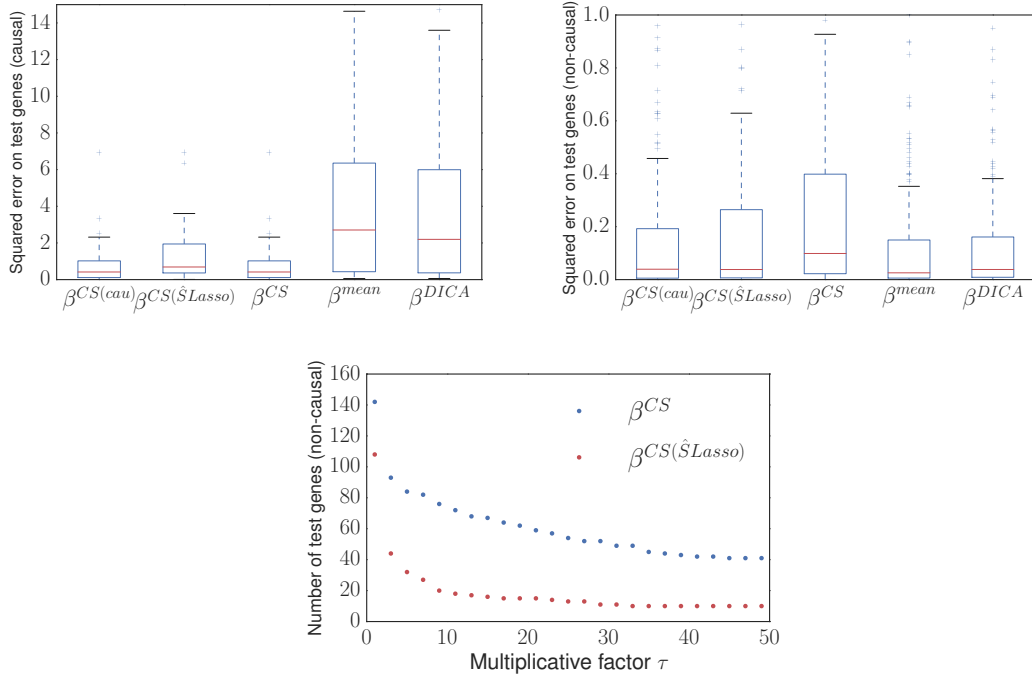 Squared error on test genes (causal)
14
12
10
8
6
4
2
0
β^{CS(cau)} β^{CS(ŜLasso)} β^{CS} β^{mean} β^{DICA}
Squared error on test genes (non-causal)
1.0
0.8
0.6
0.4
0.2
0.0
β^{CS(cau)} β^{CS(ŜLasso)} β^{CS} β^{mean} β^{DICA}
Number of test genes (non-causal)
160
140
120
100
80
60
40
20
0
β^{CS}
β^{CS(ŜLasso)}
0 10 20 30 40 50
Multiplicative factor τ